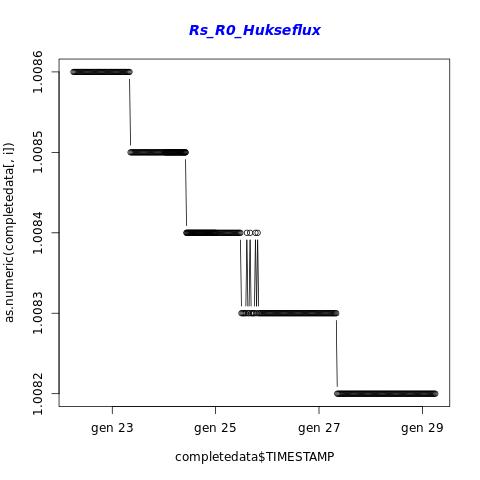 Rs_R0_Hukseflux
1.0086
1.0085
1.0084
1.0083
1.0082
as.numeric(completedata[, i])
gen 23
gen 25
gen 27
gen 29
completedata$TIMESTAMP